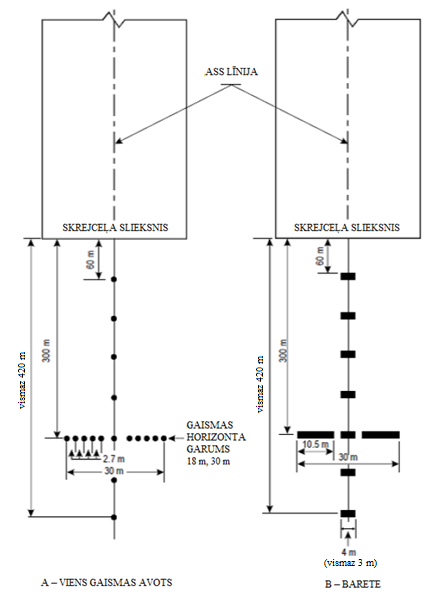 ASS LĪNIJA
SKREJCEĻA SLIEKSNIS
SKREJCEĻA SLIEKSNIS
60 m
60 m
300 m
300 m
vismaz 420 m
vismaz 420 m
GAISMAS
HORIZONTA
GARUMS
18 m, 30 m
2.7 m
30 m
10.5 m
30 m
4 m
(vismaz 3 m)
A – VIENS GAISMAS AVOTS
B – BARETE